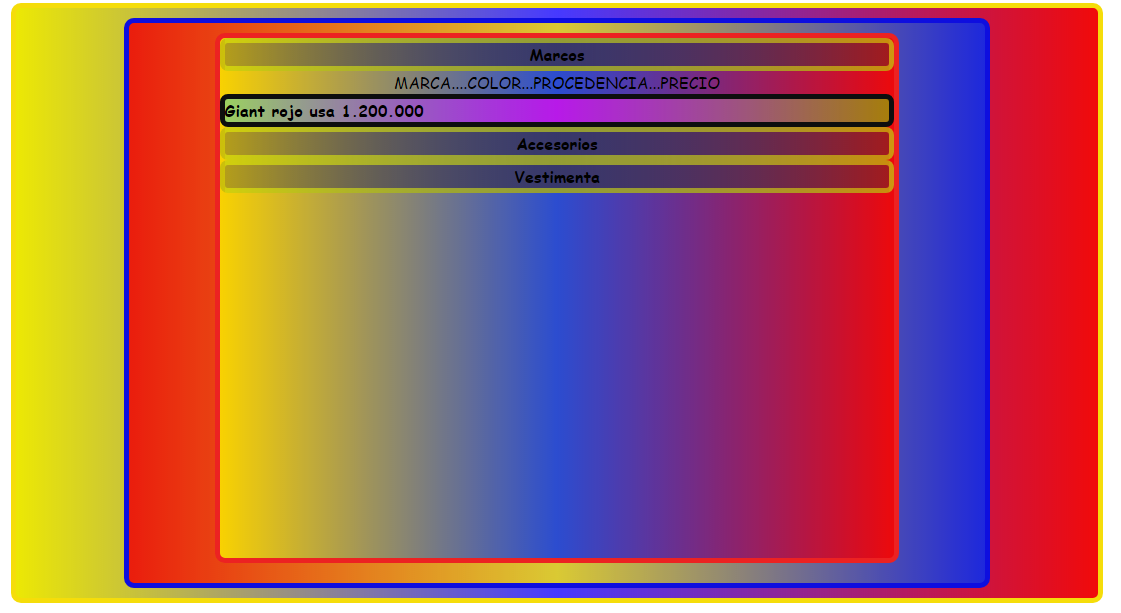 Marcos
MARCA....COLOR...PROCEDENCIA...PRECIO
Giant rojo usa 1.200.000
Accesorios
Vestimenta